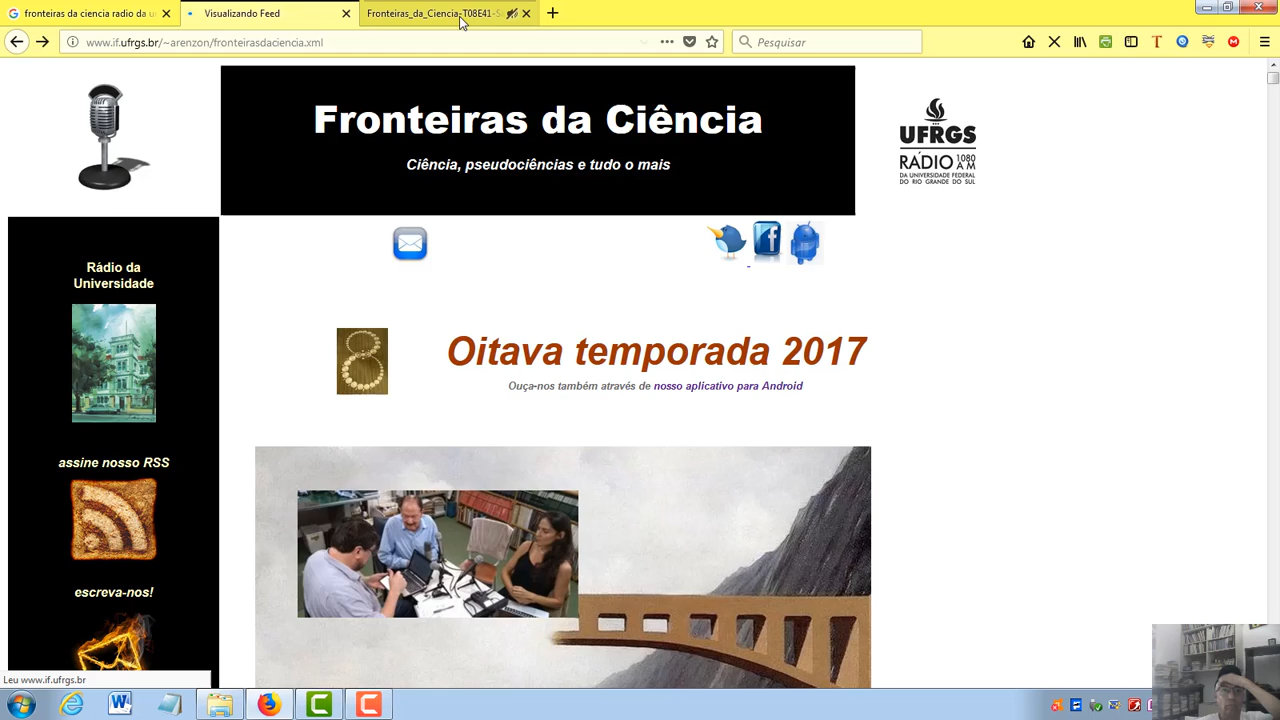 fronteiras da ciencia radio da u
Visualizando Feed
Fronteiras_da_Ciencia-T08E41-S
www.if.ufrgs.br/~arenzon/fronteirasdaciencia.xml
Pesquisar
Fronteiras da Ciência
Ciência, pseudociências e tudo o mais
UFRGS
RÁDIO 1080 AM
DA UNIVERSIDADE FEDERAL
DO RIO GRANDE DO SUL
Rádio da
Universidade
Oitava temporada 2017
Ouça-nos também através de nosso aplicativo para Android
assine nosso RSS
escreva-nos!
Leu www.if.ufrgs.br